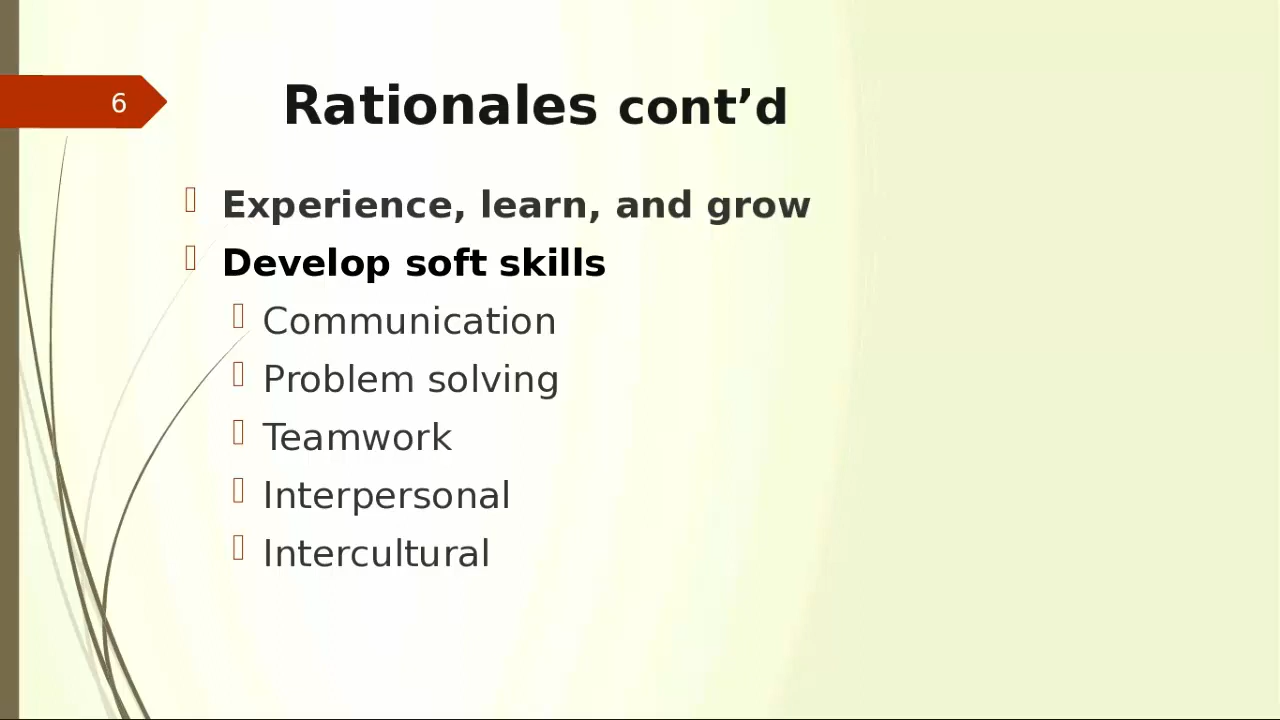 6
Rationales cont’d
Experience, learn, and grow
Develop soft skills
Communication
Problem solving
Teamwork
Interpersonal
Intercultural